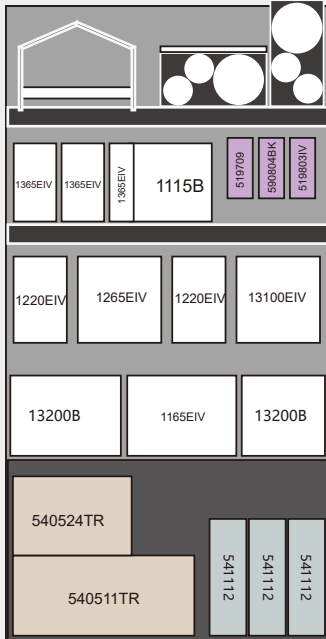 1365EIV
1365EIV
1365EIV
1115B
519709
590804BK
519803IV
1220EIV
1265EIV
1220EIV
13100EIV
13200B
1165EIV
13200B
540524TR
540511TR
541112
541112
541112